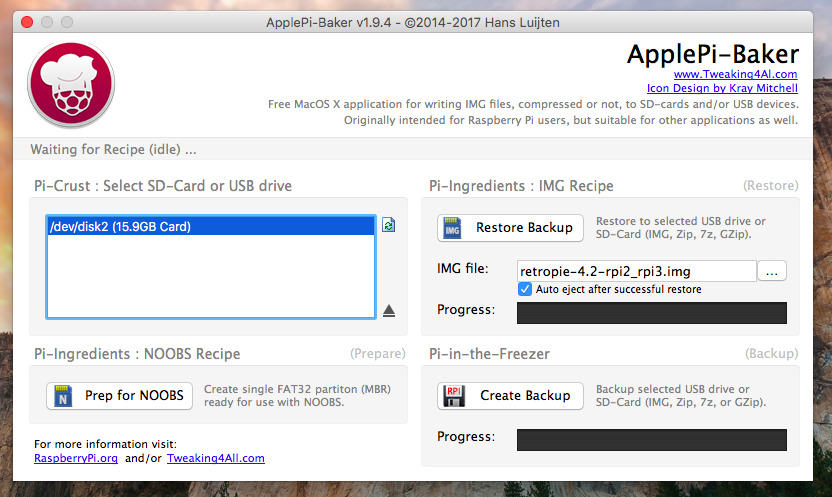 ApplePi-Baker v1.9.4 - ©2014-2017 Hans Luijten
ApplePi-Baker
www.Tweaking4Al.com
Icon Design by Kray Mitchell
Free MacOS X application for writing IMG files, compressed or not, to SD-cards and/or USB devices.
Originally intended for Raspberry Pi users, but suitable for other applications as well.
Waiting for Recipe (idle) ...
Pi-Crust : Select SD-Card or USB drive
/dev/disk2 (15.9GB Card)
Pi-Ingredients : IMG Recipe (Restore)
IMG
Restore Backup
Restore to selected USB drive or
SD-Card (IMG, Zip, 7z, GZip).
IMG file: retropie-4.2-rpi2_rpi3.img ...
Auto eject after successful restore
Progress:
Pi-Ingredients : NOOBS Recipe (Prepare)
N
Prep for NOOBS
Create single FAT32 partiton (MBR)
ready for use with NOOBS.
Pi-in-the-Freezer (Backup)
RPI
Create Backup
Backup selected USB drive or
SD-Card (IMG, Zip, 7z, or GZip).
Progress:
For more information visit:
RaspberryPi.org and/or Tweaking4All.com